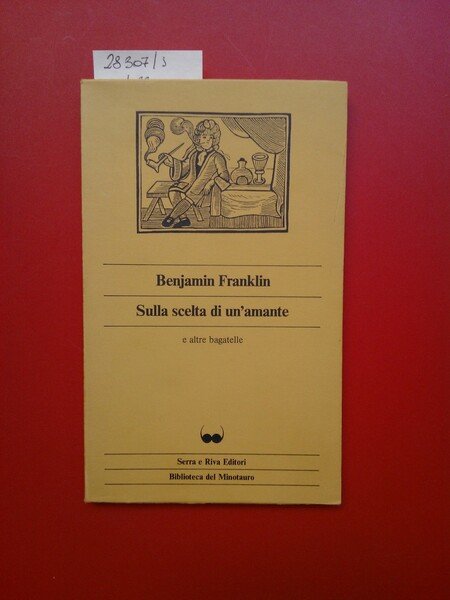 28307/s
Benjamin Franklin
Sulla scelta di un'amante
e altre bagatelle
Serra e Riva Editori
Biblioteca del Minotauro